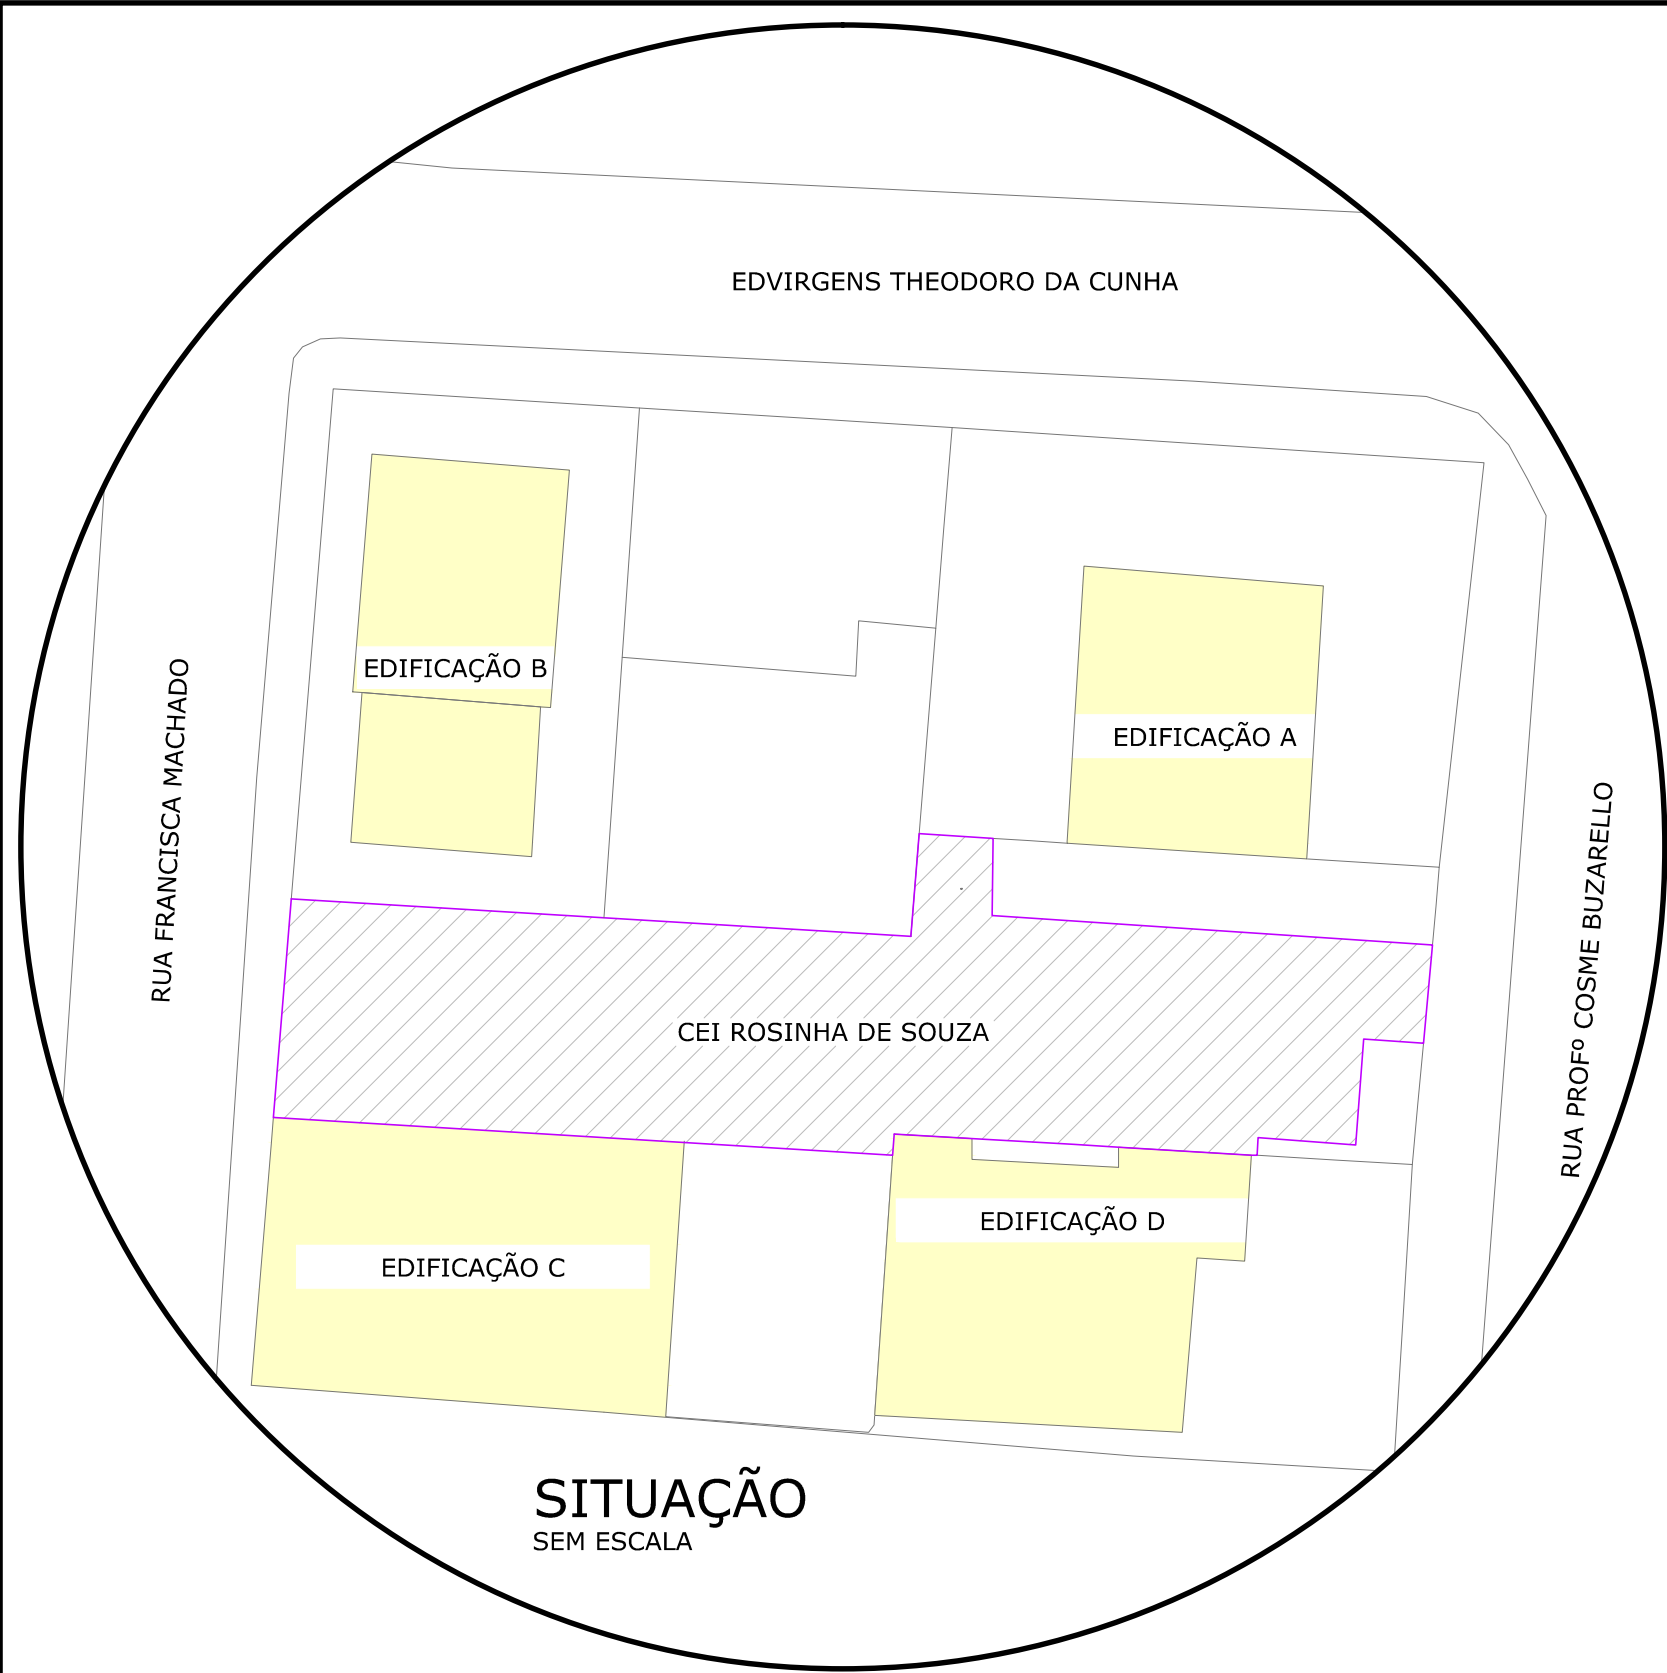 EDVIRGENS THEODORO DA CUNHA
EDIFICAÇÃO B
EDIFICAÇÃO A
RUA FRANCISCA MACHADO
RUA PROFº COSME BUZARELLO
CEI ROSINHA DE SOUZA
EDIFICAÇÃO D
EDIFICAÇÃO C
SITUAÇÃO
SEM ESCALA